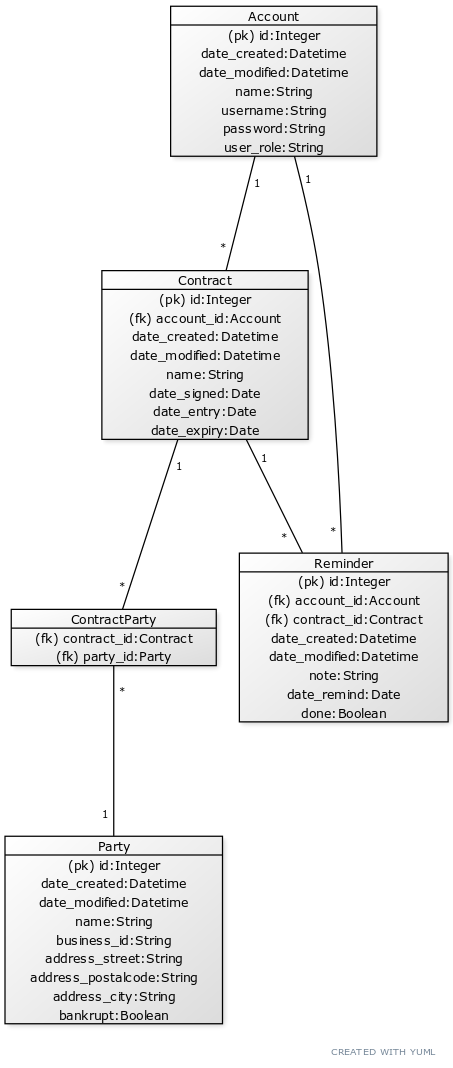 Account
(pk) id:Integer
date_created:Datetime
date_modified:Datetime
name:String
username:String
password:String
user_role:String
1
1
*
Contract
(pk) id:Integer
(fk) account_id:Account
date_created:Datetime
date_modified:Datetime
name:String
date_signed:Date
date_entry:Date
date_expiry:Date
1
1
*
*
*
Reminder
(pk) id:Integer
(fk) account_id:Account
(fk) contract_id:Contract
date_created:Datetime
date_modified:Datetime
note:String
date_remind:Date
done:Boolean
ContractParty
(fk) contract_id:Contract
(fk) party_id:Party
*
1
Party
(pk) id:Integer
date_created:Datetime
date_modified:Datetime
name:String
business_id:String
address_street:String
address_postalcode:String
address_city:String
bankrupt:Boolean
CREATED WITH YUML